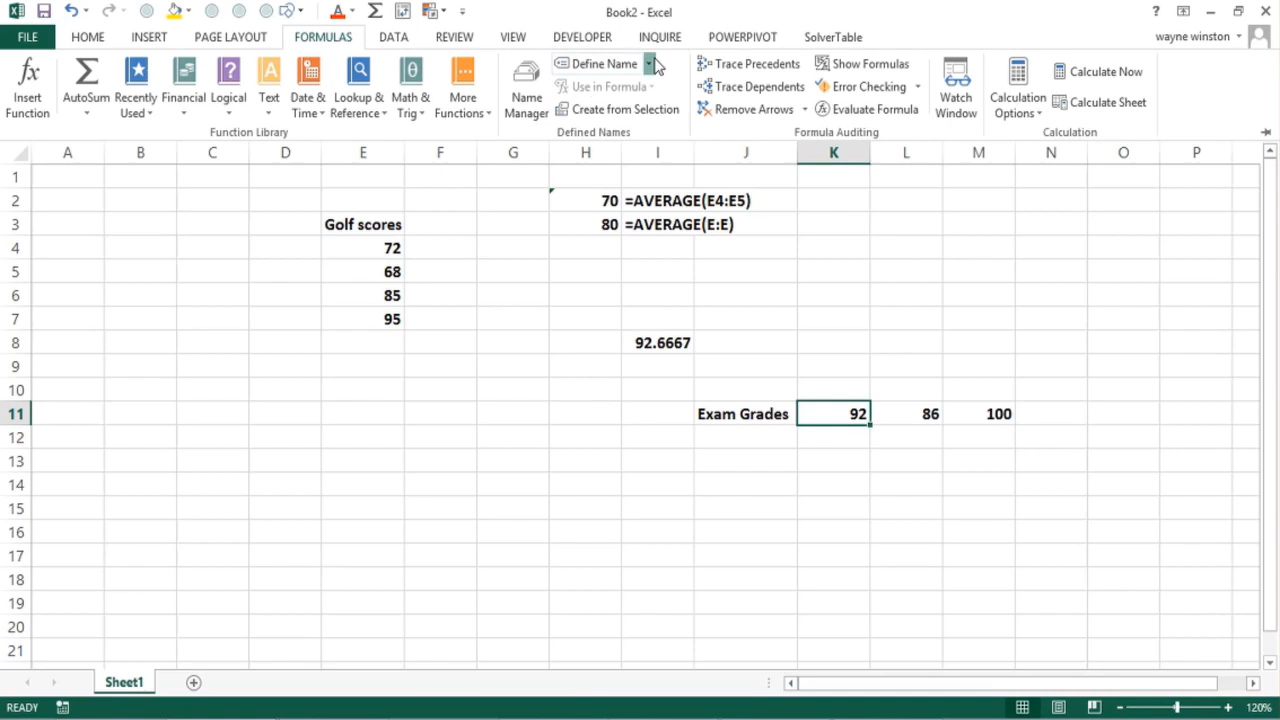 Book2 - Excel
?
FILE HOME INSERT PAGE LAYOUT FORMULAS DATA REVIEW VIEW DEVELOPER INQUIRE POWERPIVOT SolverTable wayne winston
Insert Function
AutoSum
Recently Used
Financial
Logical
Text
Date & Time
Lookup & Reference
Math & Trig
More Functions
Function Library
Name Manager
Define Name
Use in Formula
Create from Selection
Defined Names
Trace Precedents
Trace Dependents
Remove Arrows
Show Formulas
Error Checking
Evaluate Formula
Formula Auditing
Watch Window
Calculation Options
Calculate Now
Calculate Sheet
Calculation
A B C D E F G H I J K L M N O P
1
2 70 =AVERAGE(E4:E5)
3 Golf scores 80 =AVERAGE(E:E)
4 72
5 68
6 85
7 95
8 92.6667
9
10
11 Exam Grades 92 86 100
12
13
14
15
16
17
18
19
20
21
Sheet1
READY 120%